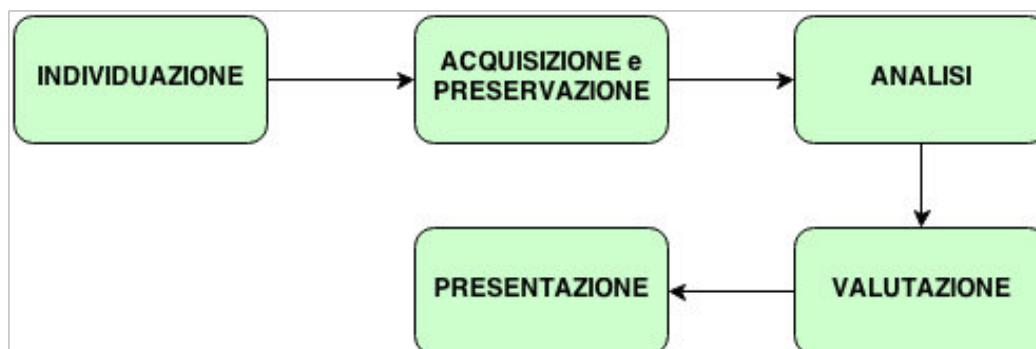 INDIVIDUAZIONE
ACQUISIZIONE e
PRESERVAZIONE
ANALISI
VALUTAZIONE
PRESENTAZIONE